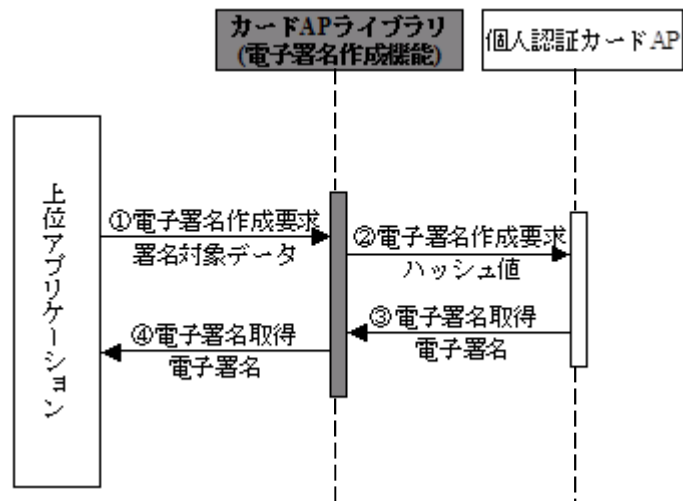 カードAPライブラリ
(電子署名作成機能)
個人認証カードAP
上位アプリケーション
①電子署名作成要求
署名対象データ
②電子署名作成要求
ハッシュ値
③電子署名取得
電子署名
④電子署名取得
電子署名